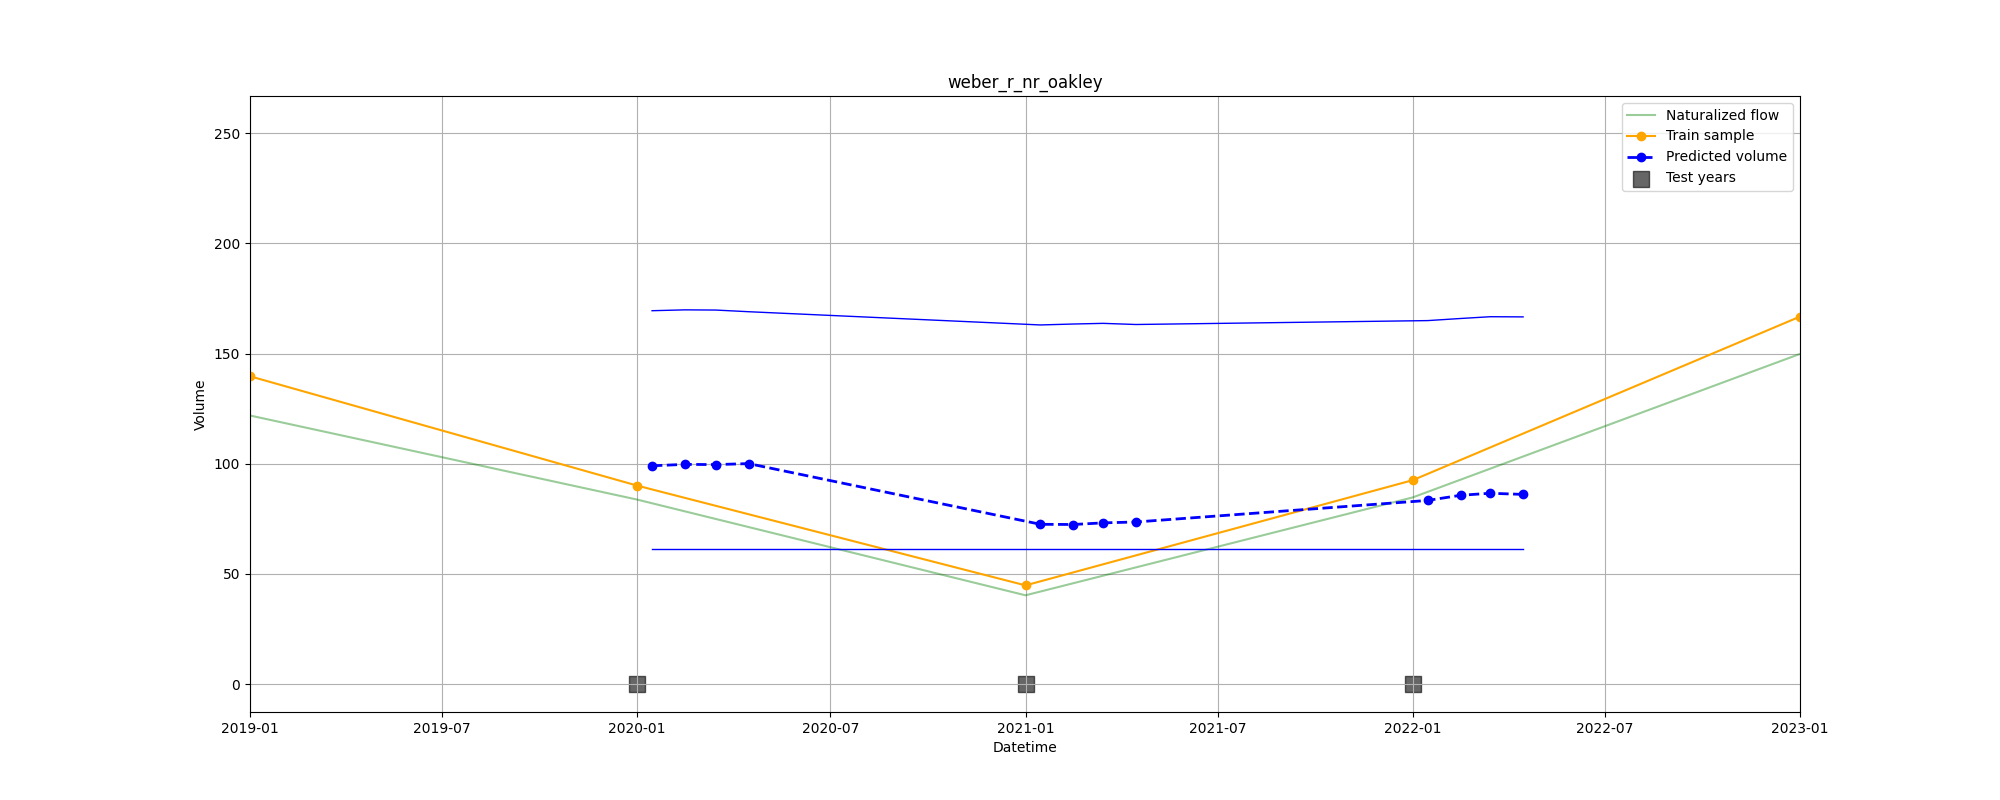 weber_r_nr_oakley
Naturalized flow
Train sample
Predicted volume
Test years
250
200
150
100
50
0
Volume
2019-01 2019-07 2020-01 2020-07 2021-01 2021-07 2022-01 2022-07 2023-01
Datetime